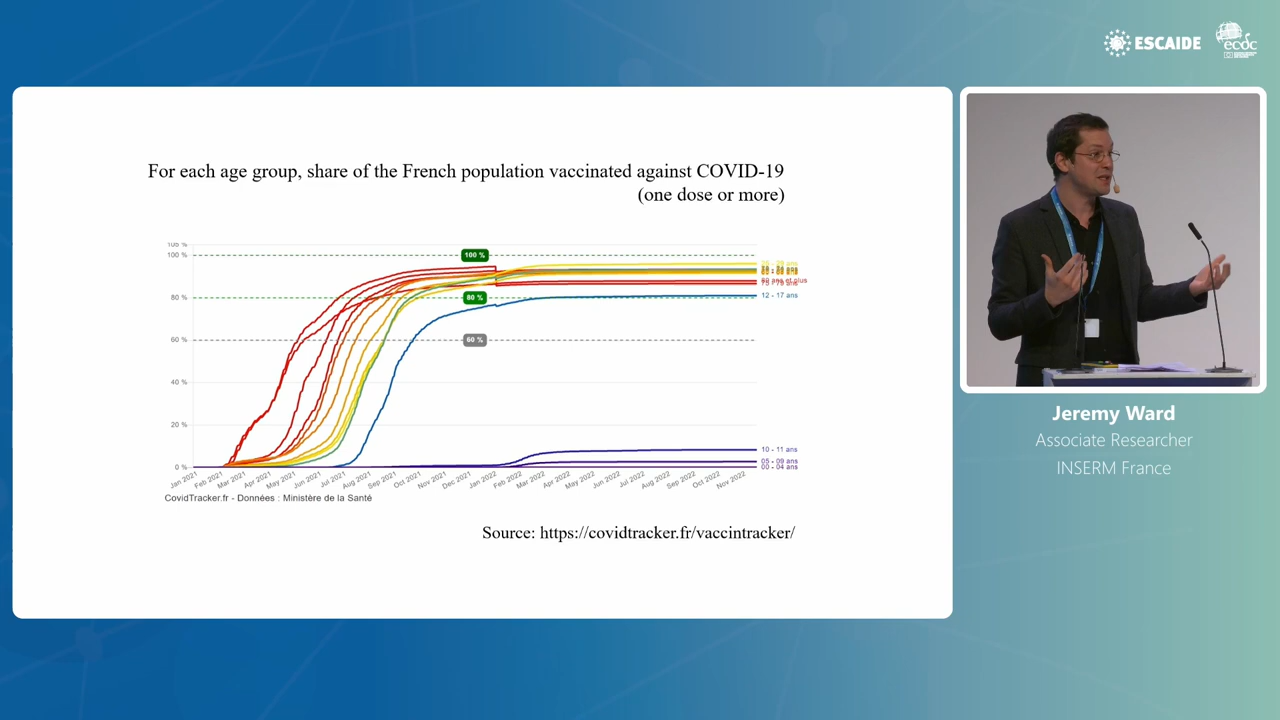 ESCAIDE
ecdc
For each age group, share of the French population vaccinated against COVID-19
(one dose or more)
100 %
80 %
60 %
40 %
20 %
0 %
100 %
80 %
60 %
12 - 17 ans
10 - 11 ans
05 - 09 ans
00 - 04 ans
Jan 2021
Feb 2021
Mar 2021
Apr 2021
May 2021
Jun 2021
Jul 2021
Aug 2021
Sep 2021
Oct 2021
Nov 2021
Dec 2021
Jan 2022
Feb 2022
Mar 2022
Apr 2022
May 2022
Jun 2022
Jul 2022
Aug 2022
Sep 2022
Oct 2022
Nov 2022
CovidTracker.fr - Données : Ministère de la Santé
Source: https://covidtracker.fr/vaccintracker/
Jeremy Ward
Associate Researcher
INSERM France